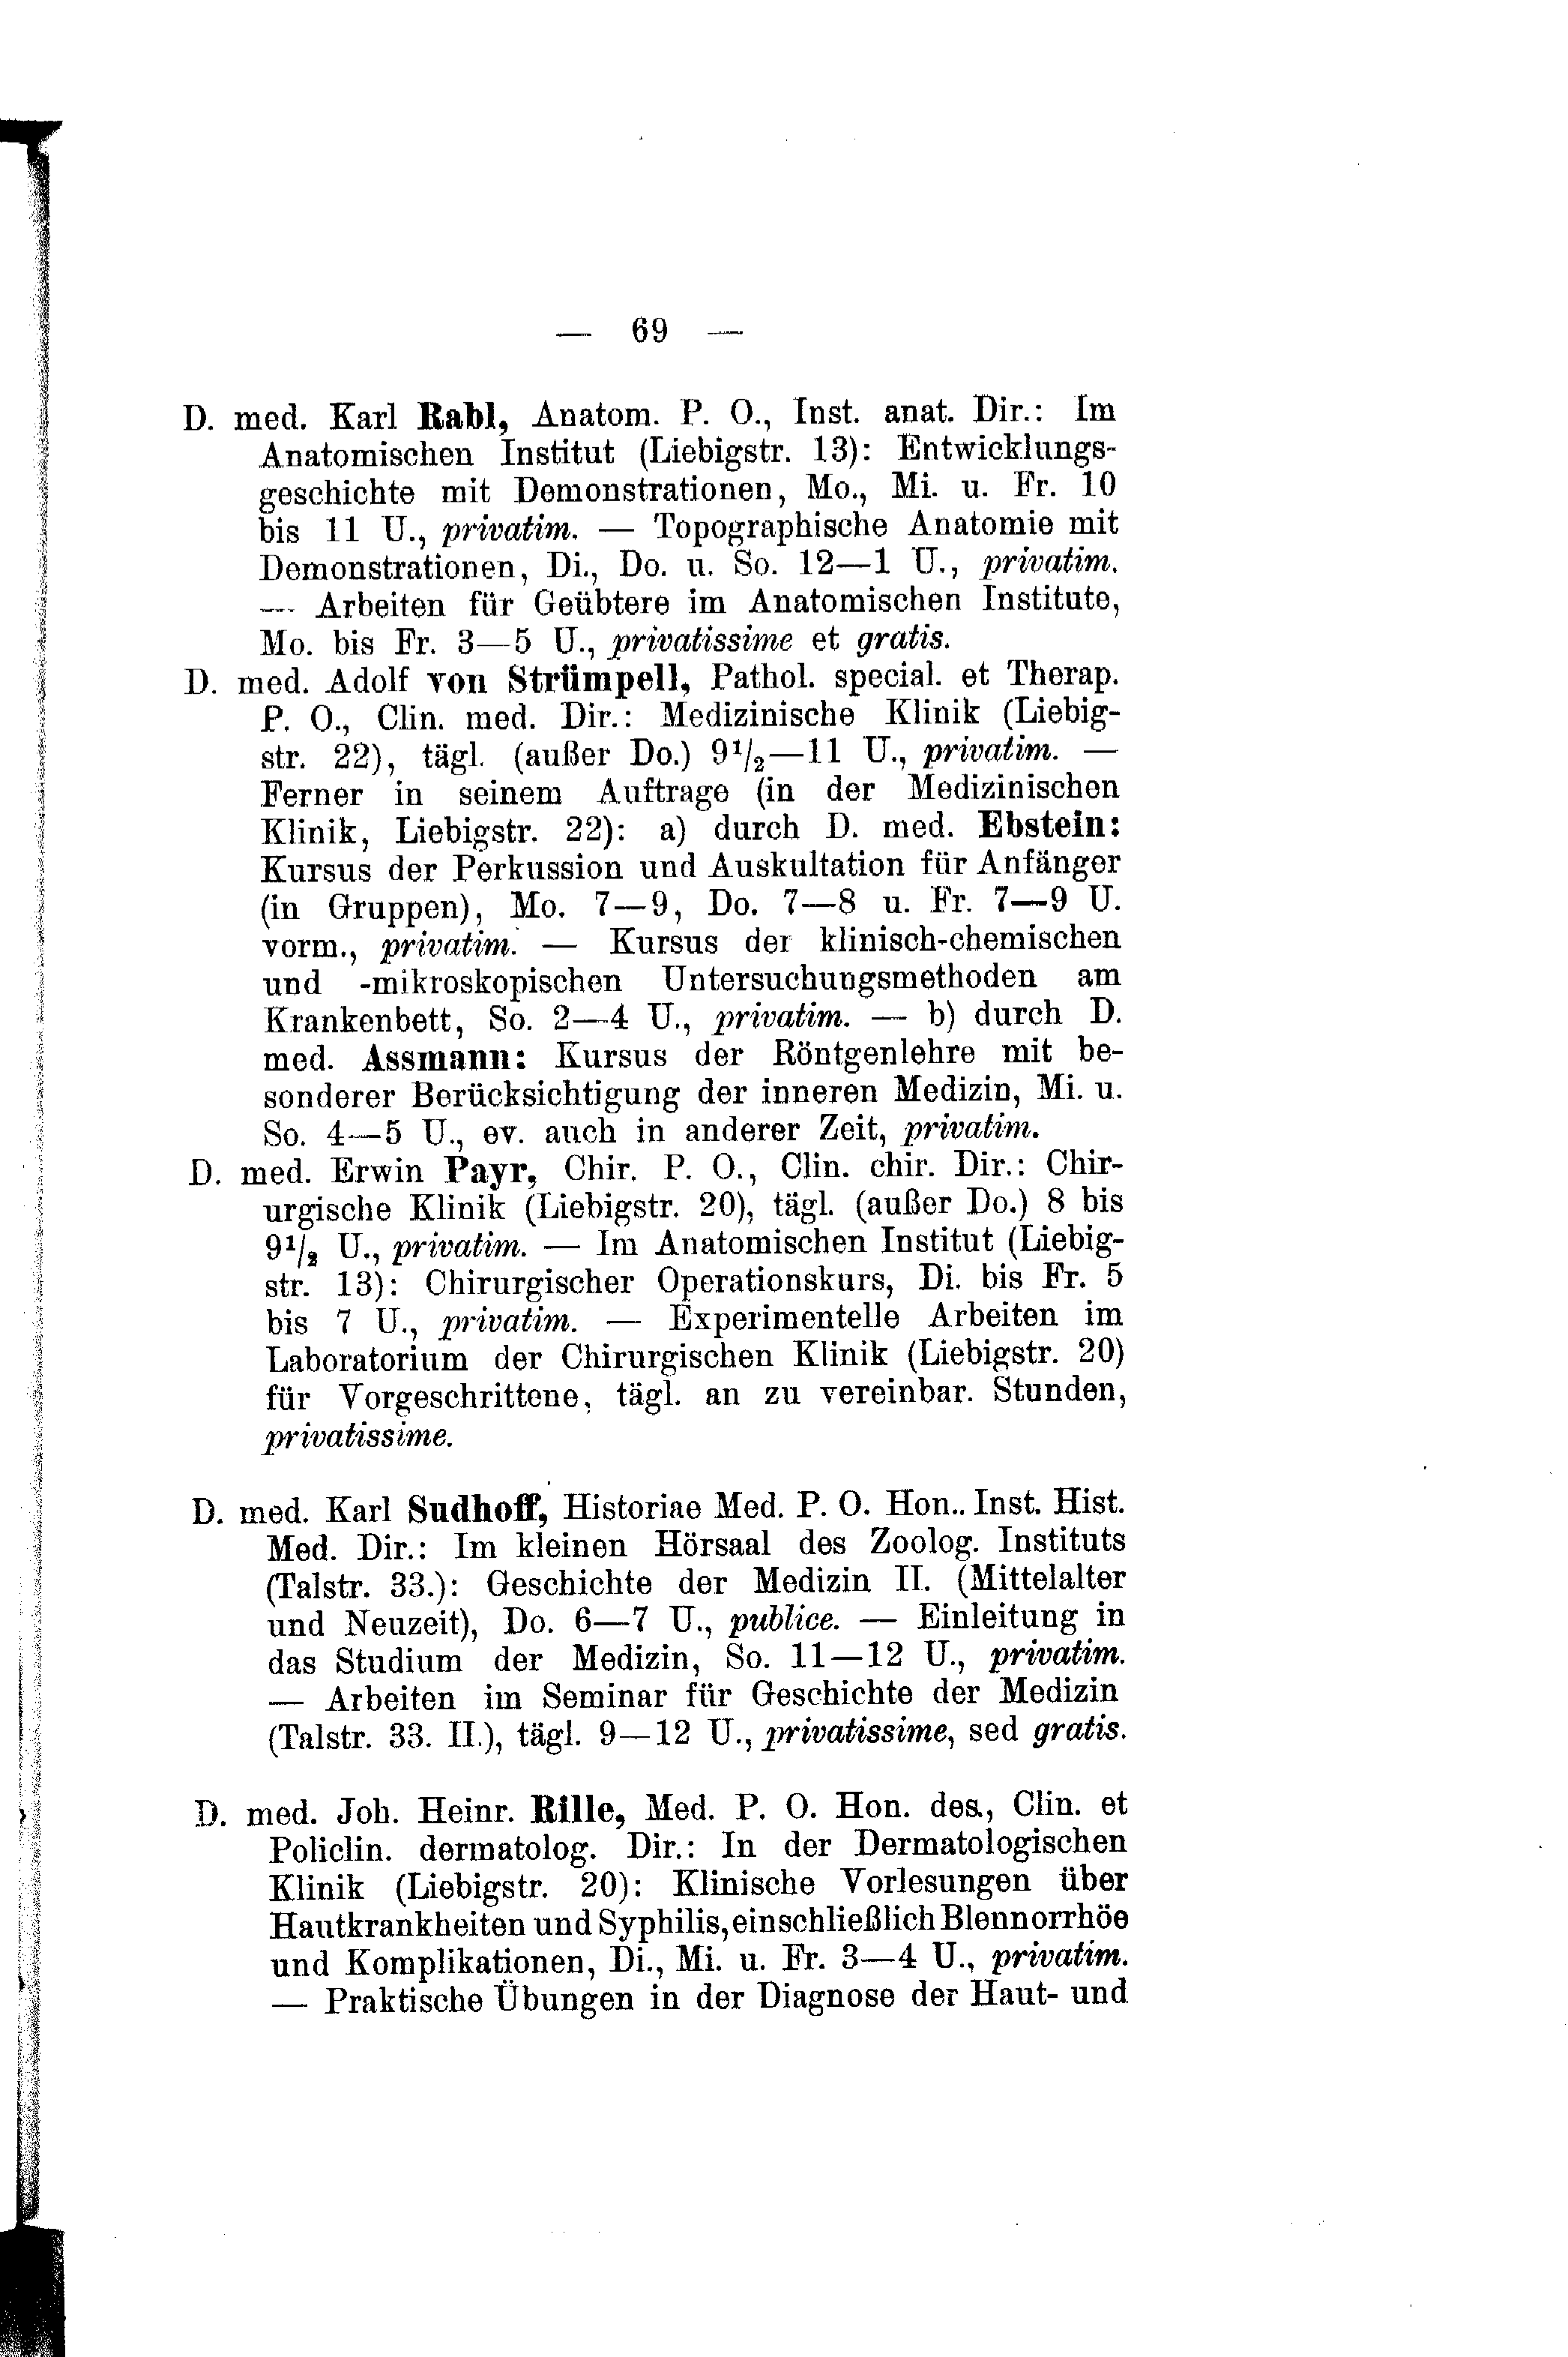 — 69 —
D. med. Karl Rabl, Anatom. P. O., Inst. anat. Dir.: Im
Anatomischen Institut (Liebigstr. 13): Entwicklungs-
geschichte mit Demonstrationen, Mo., Mi. u. Fr. 10
bis 11 U., privatim. — Topographische Anatomie mit
Demonstrationen, Di., Do. u. So. 12—1 U., privatim.
— Arbeiten für Geübtere im Anatomischen Institute,
Mo. bis Fr. 3—5 U., privatissime et gratis.
D. med. Adolf von Strümpell, Pathol. special. et Therap.
P. O., Clin. med. Dir.: Medizinische Klinik (Liebig-
str. 22), tägl. (außer Do.) 9½—11 U., privatim. —
Ferner in seinem Auftrage (in der Medizinischen
Klinik, Liebigstr. 22): a) durch D. med. Ebstein:
Kursus der Perkussion und Auskultation für Anfänger
(in Gruppen), Mo. 7—9, Do. 7—8 u. Fr. 7—9 U.
vorm., privatim. — Kursus der klinisch-chemischen
und -mikroskopischen Untersuchungsmethoden am
Krankenbett, So. 2—4 U., privatim. — b) durch D.
med. Assmann: Kursus der Röntgenlehre mit be-
sonderer Berücksichtigung der inneren Medizin, Mi. u.
So. 4—5 U., ev. auch in anderer Zeit, privatim.
D. med. Erwin Payr, Chir. P. O., Clin. chir. Dir.: Chir-
urgische Klinik (Liebigstr. 20), tägl. (außer Do.) 8 bis
9½ U., privatim. — Im Anatomischen Institut (Liebig-
str. 13): Chirurgischer Operationskurs, Di. bis Fr. 5
bis 7 U., privatim. — Experimentelle Arbeiten im
Laboratorium der Chirurgischen Klinik (Liebigstr. 20)
für Vorgeschrittene, tägl. an zu vereinbar. Stunden,
privatissime.
D. med. Karl Sudhoff, Historiae Med. P. O. Hon.. Inst. Hist.
Med. Dir.: Im kleinen Hörsaal des Zoolog. Instituts
(Talstr. 33.): Geschichte der Medizin II. (Mittelalter
und Neuzeit), Do. 6—7 U., publice. — Einleitung in
das Studium der Medizin, So. 11—12 U., privatim.
— Arbeiten im Seminar für Geschichte der Medizin
(Talstr. 33. II.), tägl. 9—12 U., privatissime, sed gratis.
D. med. Joh. Heinr. Rille, Med. P. O. Hon. des., Clin. et
Policlin. dermatolog. Dir.: In der Dermatologischen
Klinik (Liebigstr. 20): Klinische Vorlesungen über
Hautkrankheiten und Syphilis, einschließlich Blennorrhöe
und Komplikationen, Di., Mi. u. Fr. 3—4 U., privatim.
— Praktische Übungen in der Diagnose der Haut- und